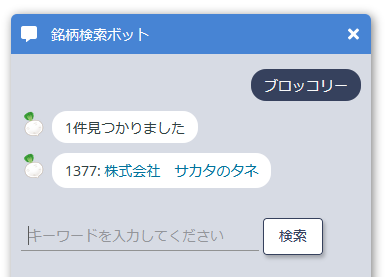 銘柄検索ボット
ブロッコリー
1件見つかりました
1377: 株式会社　サカタのタネ
キーワードを入力してください
検索